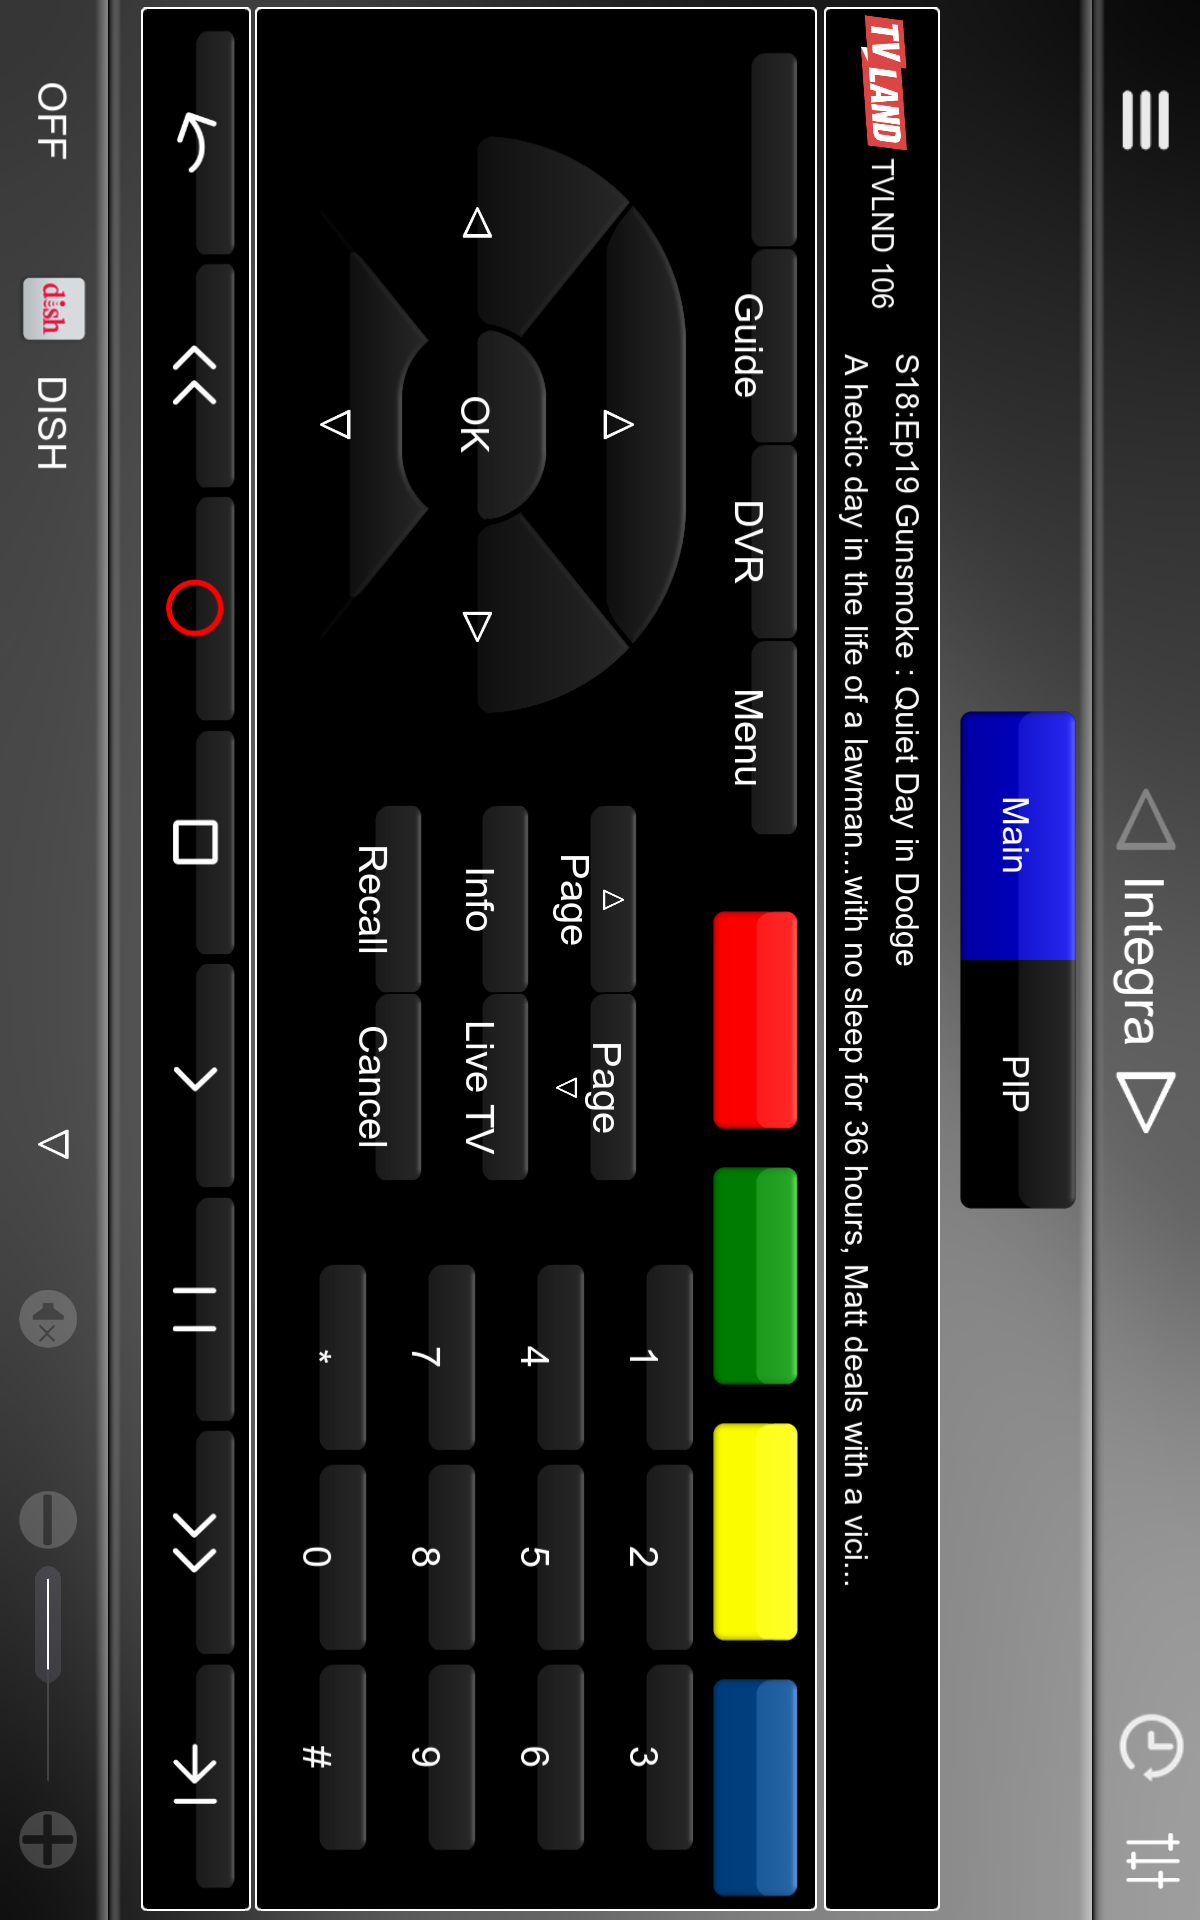 Integra
Main
PIP
TV LAND
TVLND 106
S18:Ep19 Gunsmoke : Quiet Day in Dodge
A hectic day in the life of a lawman...with no sleep for 36 hours, Matt deals with a vici...
Guide
DVR
Menu
OK
Page
Page
Info
Live TV
Recall
Cancel
1
2
3
4
5
6
7
8
9
*
0
#
OFF
dish
DISH